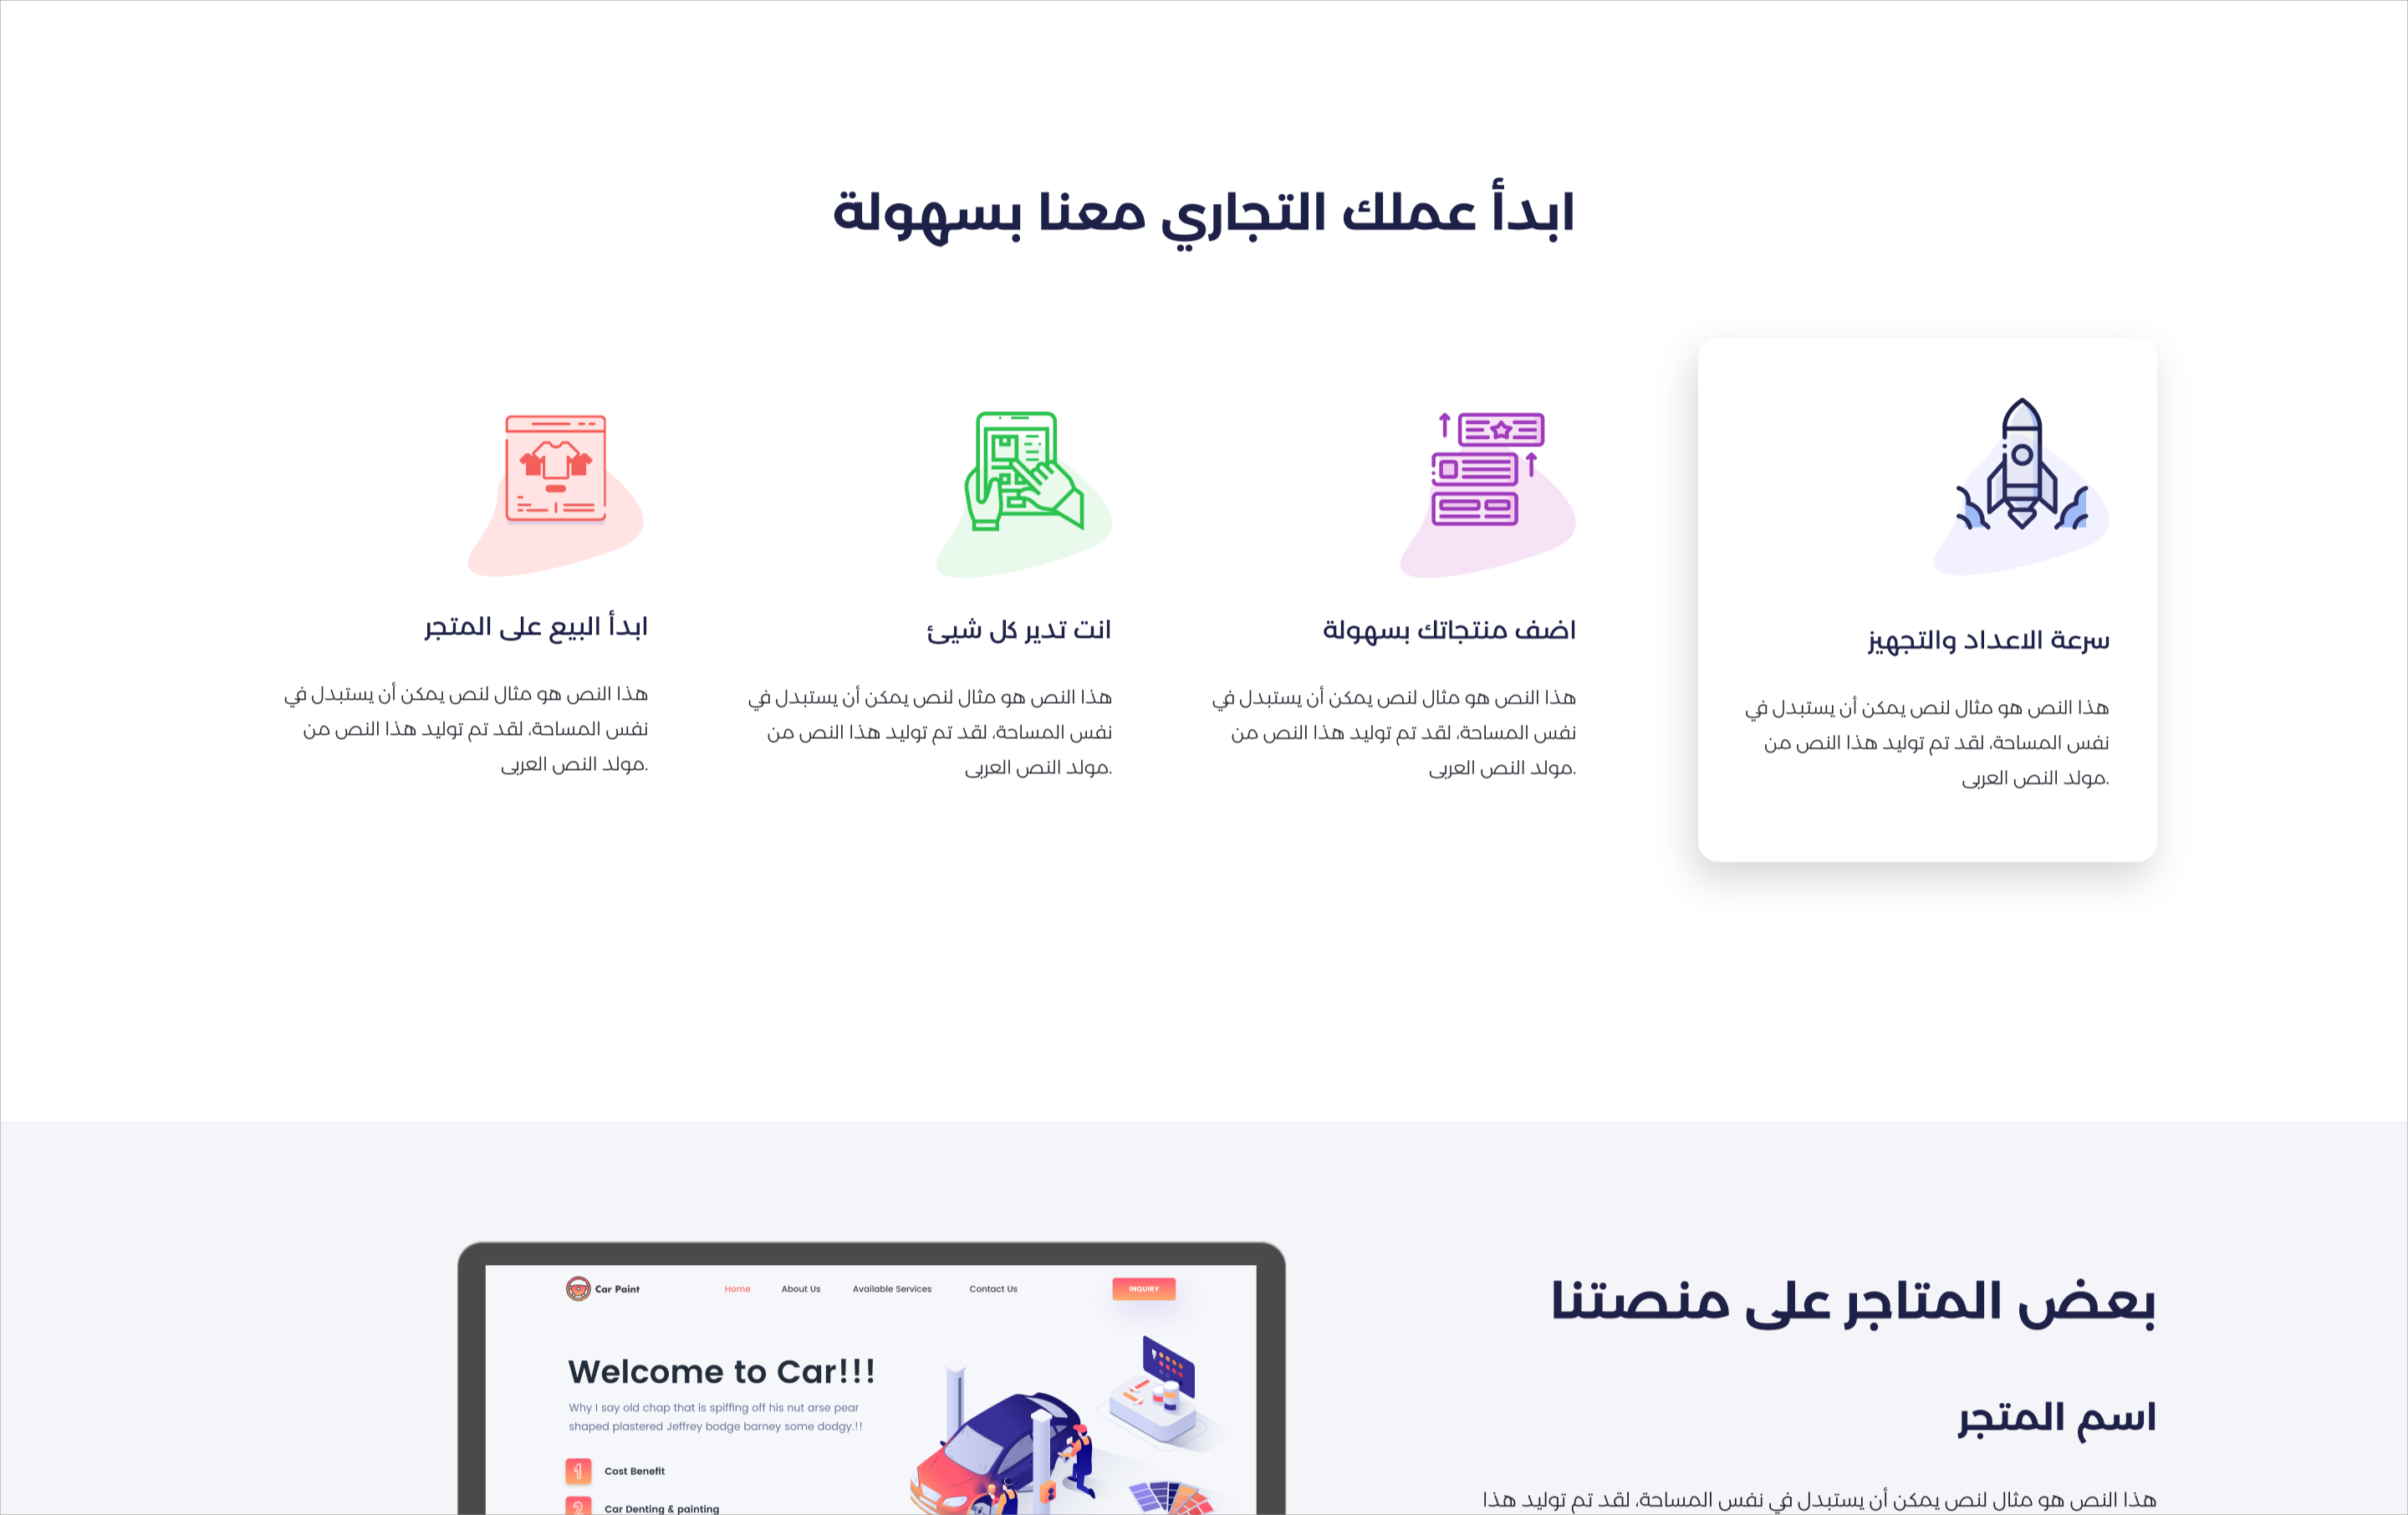 ابدأ عملك التجاري معنا بسهولة
سرعة الاعداد والتجهيز
هذا النص هو مثال لنص يمكن أن يستبدل في
نفس المساحة، لقد تم توليد هذا النص من
مولد النص العربى.
اضف منتجاتك بسهولة
هذا النص هو مثال لنص يمكن أن يستبدل في
نفس المساحة، لقد تم توليد هذا النص من
مولد النص العربى.
انت تدير كل شيئ
هذا النص هو مثال لنص يمكن أن يستبدل في
نفس المساحة، لقد تم توليد هذا النص من
مولد النص العربى.
ابدأ البيع على المتجر
هذا النص هو مثال لنص يمكن أن يستبدل في
نفس المساحة، لقد تم توليد هذا النص من
مولد النص العربى.
بعض المتاجر على منصتنا
اسم المتجر
هذا النص هو مثال لنص يمكن أن يستبدل في نفس المساحة، لقد تم توليد هذا
Car Paint
Home
About Us
Available Services
Contact Us
INQUIRY
Welcome to Car!!!
Why I say old chap that is spiffing off his nut arse pear
shaped plastered Jeffrey bodge barney some dodgy.!!
1
Cost Benefit
2
Car Denting & painting